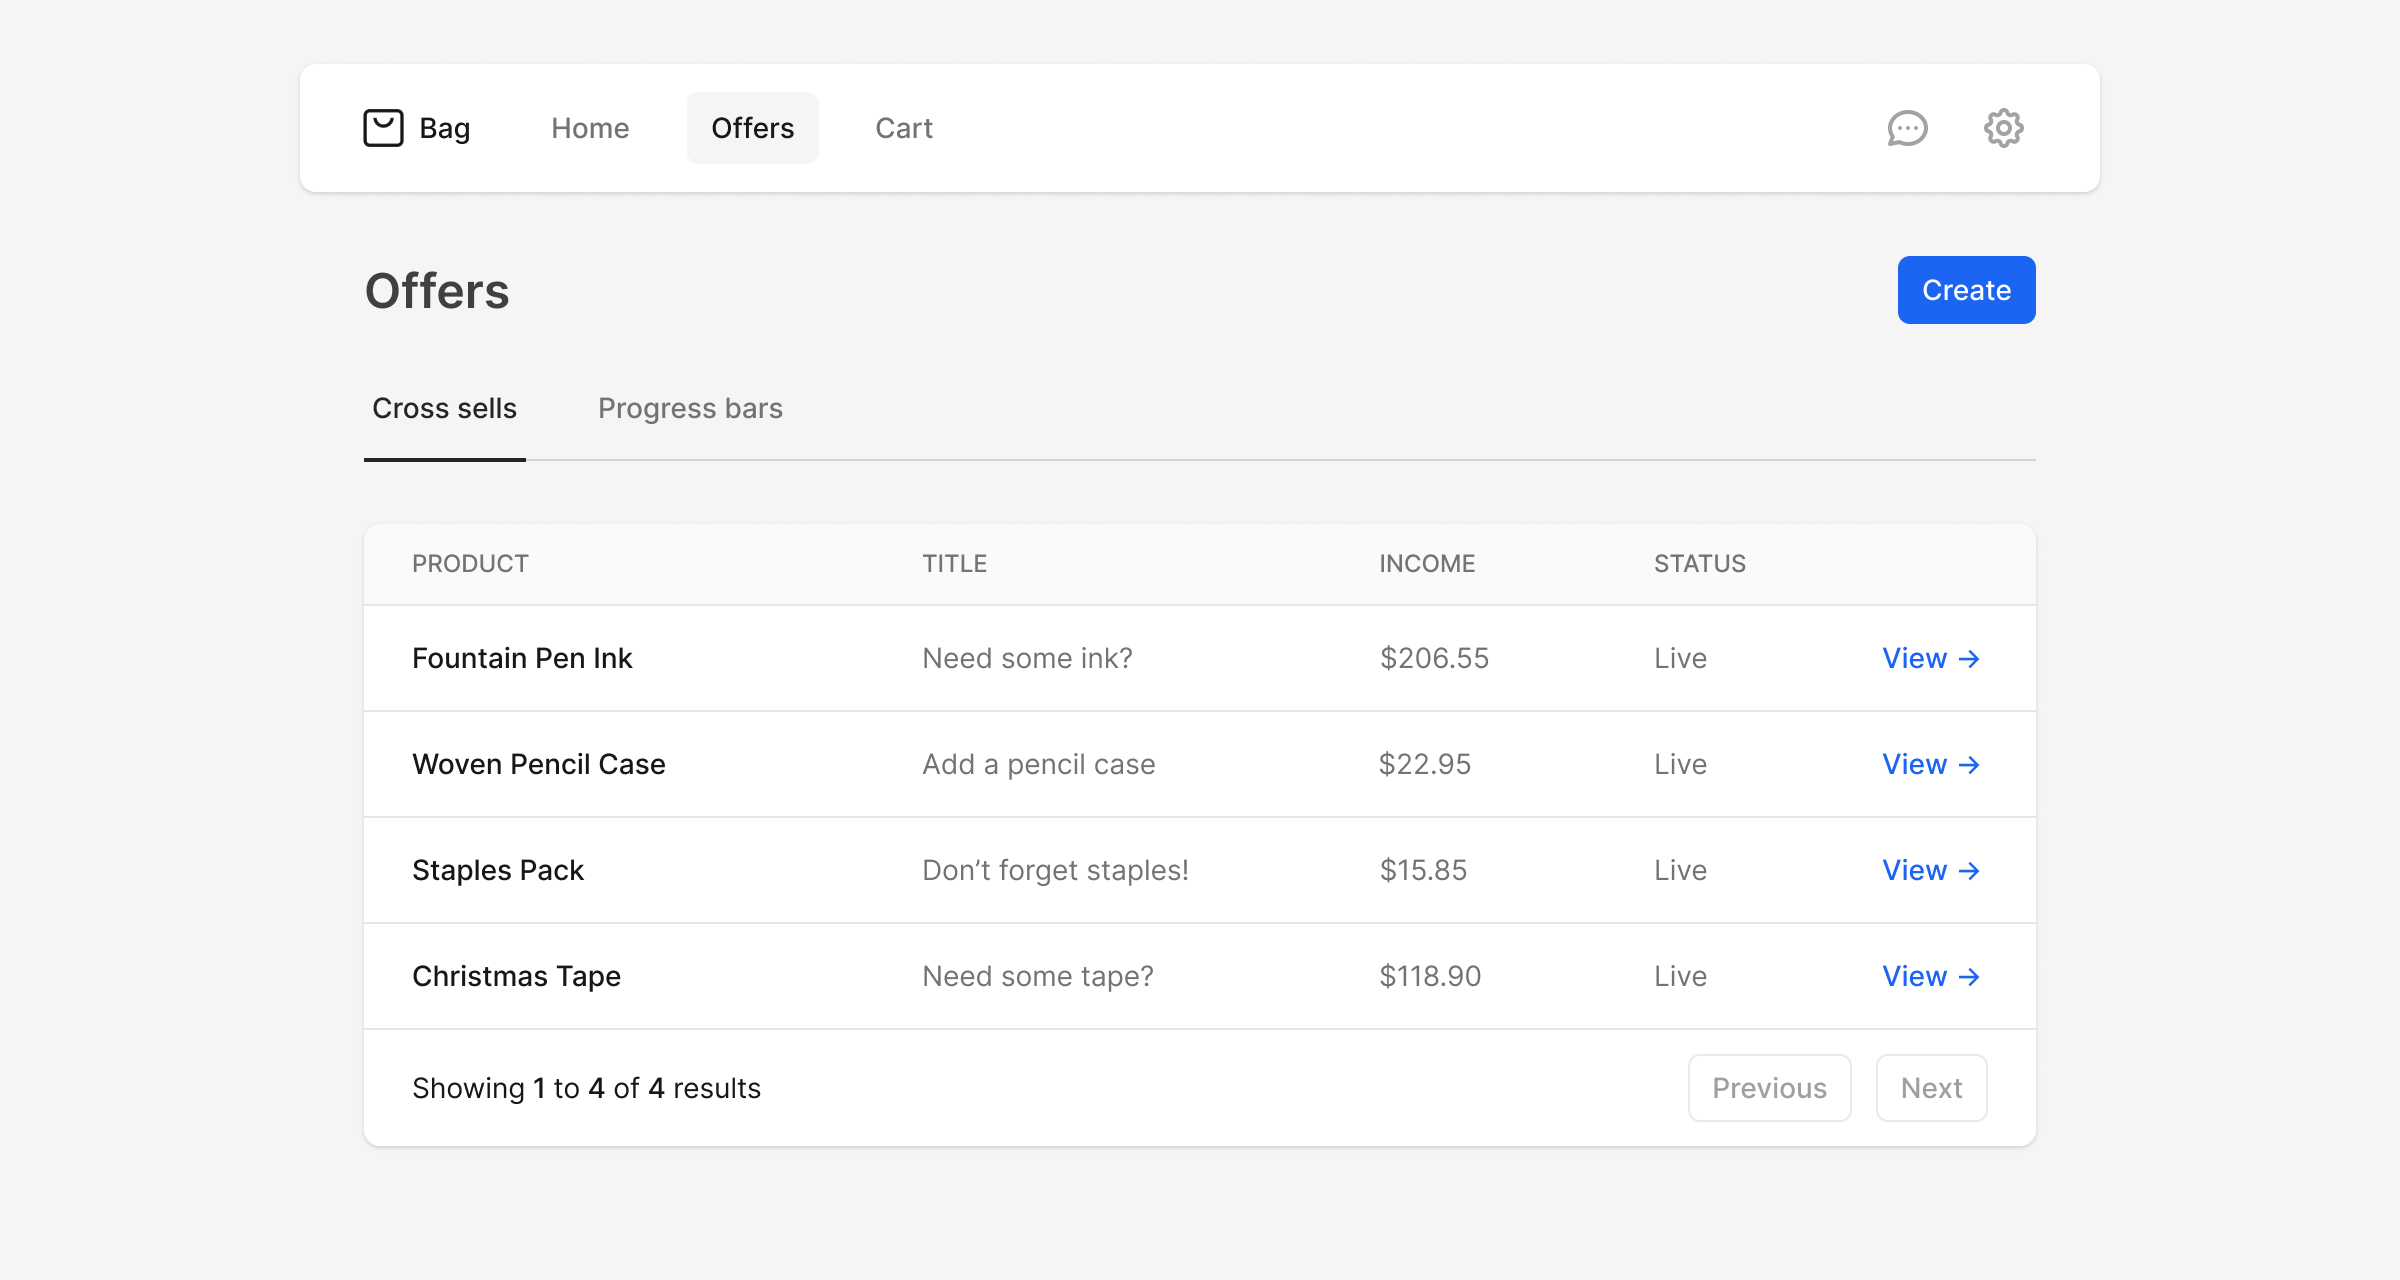 Bag Home Offers Cart
Offers
Create
Cross sells Progress bars
PRODUCT TITLE INCOME STATUS
Fountain Pen Ink Need some ink? $206.55 Live View →
Woven Pencil Case Add a pencil case $22.95 Live View →
Staples Pack Don’t forget staples! $15.85 Live View →
Christmas Tape Need some tape? $118.90 Live View →
Showing 1 to 4 of 4 results Previous Next